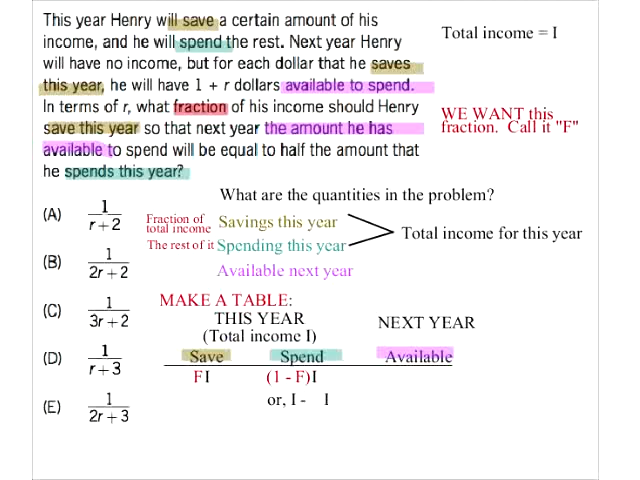 This year Henry will save a certain amount of his
income, and he will spend the rest. Next year Henry
will have no income, but for each dollar that he saves
this year, he will have 1 + r dollars available to spend.
In terms of r, what fraction of his income should Henry
save this year so that next year the amount he has
available to spend will be equal to half the amount that
he spends this year?
Total income = I
WE WANT this
fraction. Call it "F"
What are the quantities in the problem?
(A) 1/(r + 2)
(B) 1/(2r + 2)
(C) 1/(3r + 2)
(D) 1/(r + 3)
(E) 1/(2r + 3)
Fraction of
total income
Savings this year
The rest of it Spending this year
Total income for this year
Available next year
MAKE A TABLE:
THIS YEAR
(Total income I)
NEXT YEAR
Save Spend Available
FI (1 - F)I
or, I - I